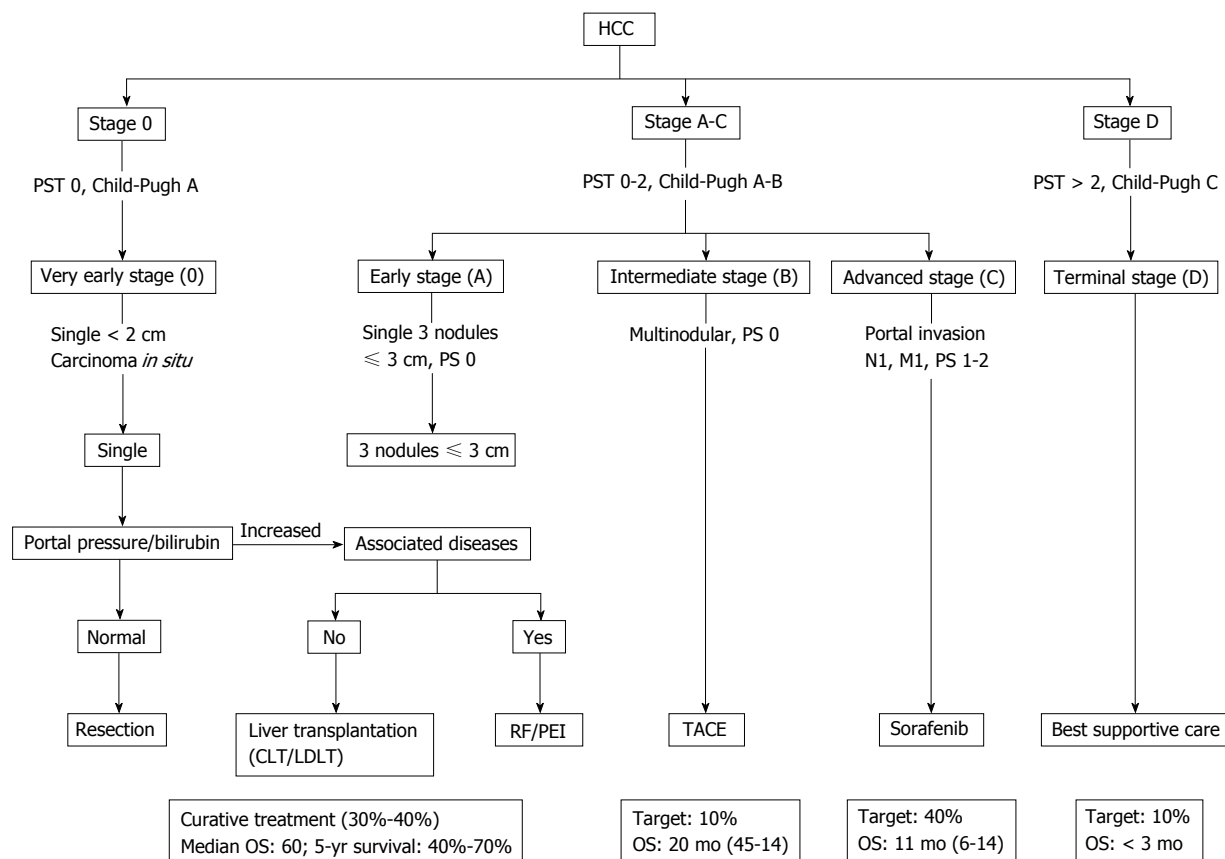 HCC
Stage 0
Stage A-C
Stage D
PST 0, Child-Pugh A
PST 0-2, Child-Pugh A-B
PST > 2, Child-Pugh C
Very early stage (0)
Early stage (A)
Intermediate stage (B)
Advanced stage (C)
Terminal stage (D)
Single < 2 cm
Carcinoma in situ
Single 3 nodules
≤ 3 cm, PS 0
Multinodular, PS 0
Portal invasion
N1, M1, PS 1-2
Single
3 nodules ≤ 3 cm
Portal pressure/bilirubin
Increased
Associated diseases
Normal
No
Yes
Resection
Liver transplantation
(CLT/LDLT)
RF/PEI
TACE
Sorafenib
Best supportive care
Curative treatment (30%-40%)
Median OS: 60; 5-yr survival: 40%-70%
Target: 10%
OS: 20 mo (45-14)
Target: 40%
OS: 11 mo (6-14)
Target: 10%
OS: < 3 mo